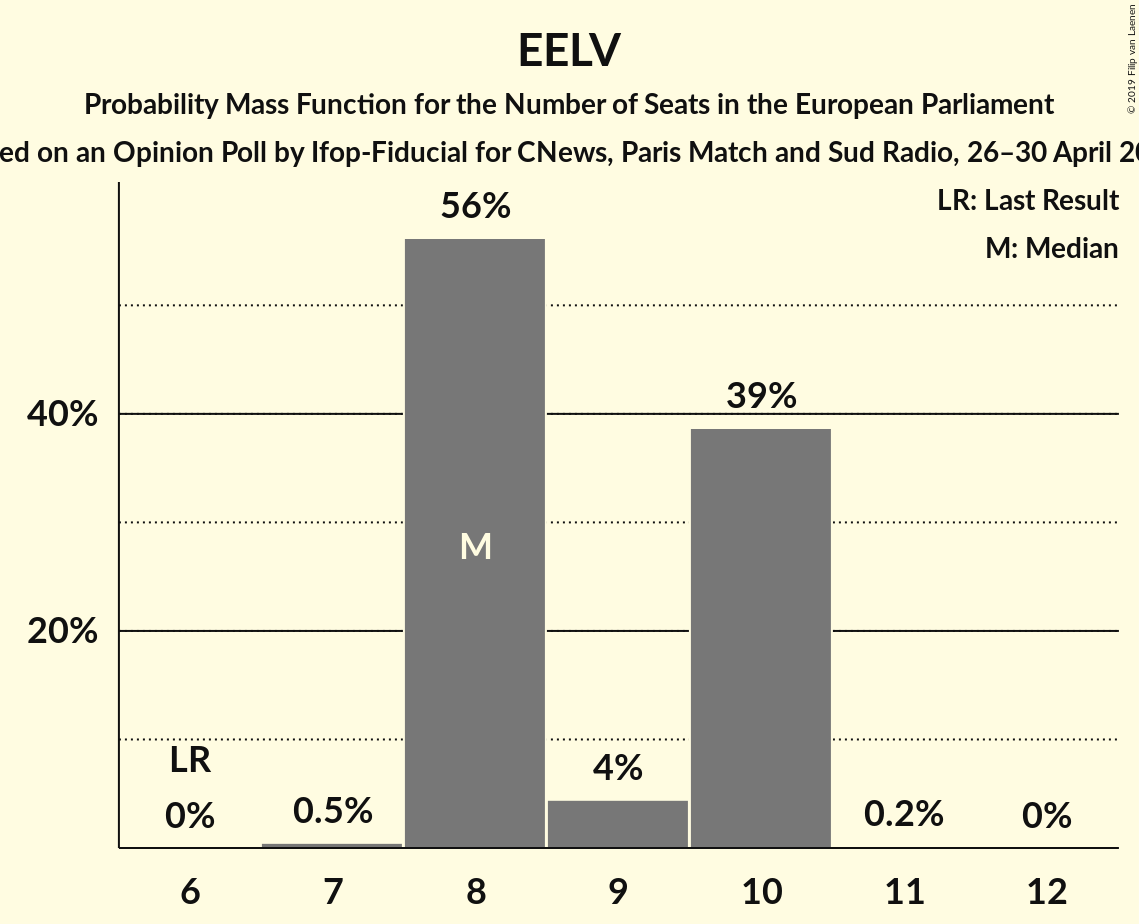 EELV
Probability Mass Function for the Number of Seats in the European Parliament
on an Opinion Poll by Ifop-Fiducial for CNews, Paris Match and Sud Radio, 26–30 April
© 2019 Filip van Laenen
LR: Last Result
M: Median
56%
39%
40%
M
20%
LR
0%
0.5%
4%
0.2%
0%
6 7 8 9 10 11 12